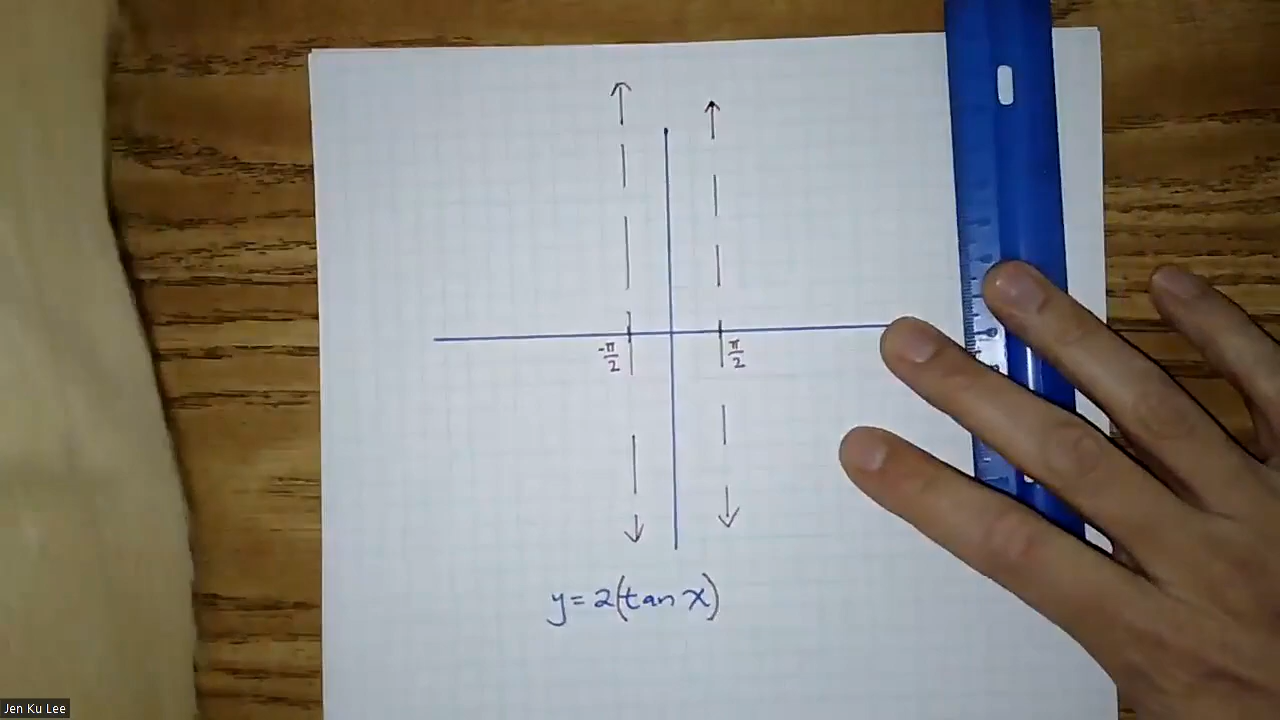 -π/2 π/2
y=2(tan x)
Jen Ku Lee